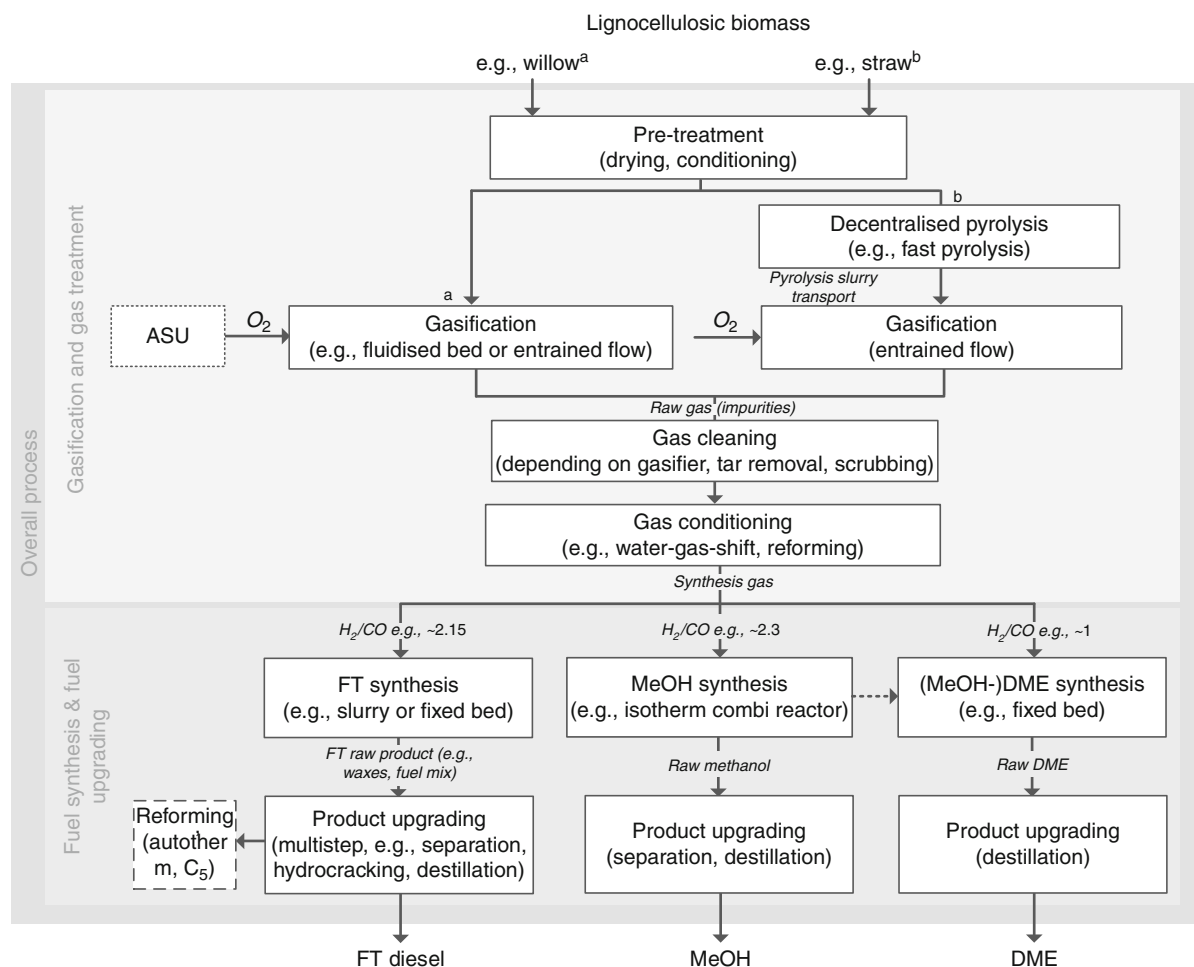 Lignocellulosic biomass
e.g., willowᵃ
e.g., strawᵇ
Pre-treatment
(drying, conditioning)
b
Decentralised pyrolysis
(e.g., fast pyrolysis)
Pyrolysis slurry
transport
a
ASU
O₂
Gasification
(e.g., fluidised bed or entrained flow)
O₂
Gasification
(entrained flow)
Raw gas (impurities)
Gas cleaning
(depending on gasifier, tar removal, scrubbing)
Gas conditioning
(e.g., water-gas-shift, reforming)
Synthesis gas
Gasification and gas treatment
Overall process
H₂/CO e.g., ~2.15
H₂/CO e.g., ~2.3
H₂/CO e.g., ~1
FT synthesis
(e.g., slurry or fixed bed)
MeOH synthesis
(e.g., isotherm combi reactor)
(MeOH-)DME synthesis
(e.g., fixed bed)
FT raw product (e.g.,
waxes, fuel mix)
Raw methanol
Raw DME
Fuel synthesis & fuel
upgrading
Reforming
(autother
m, C₅)
Product upgrading
(multistep, e.g., separation,
hydrocracking, destillation)
Product upgrading
(separation, destillation)
Product upgrading
(destillation)
FT diesel
MeOH
DME